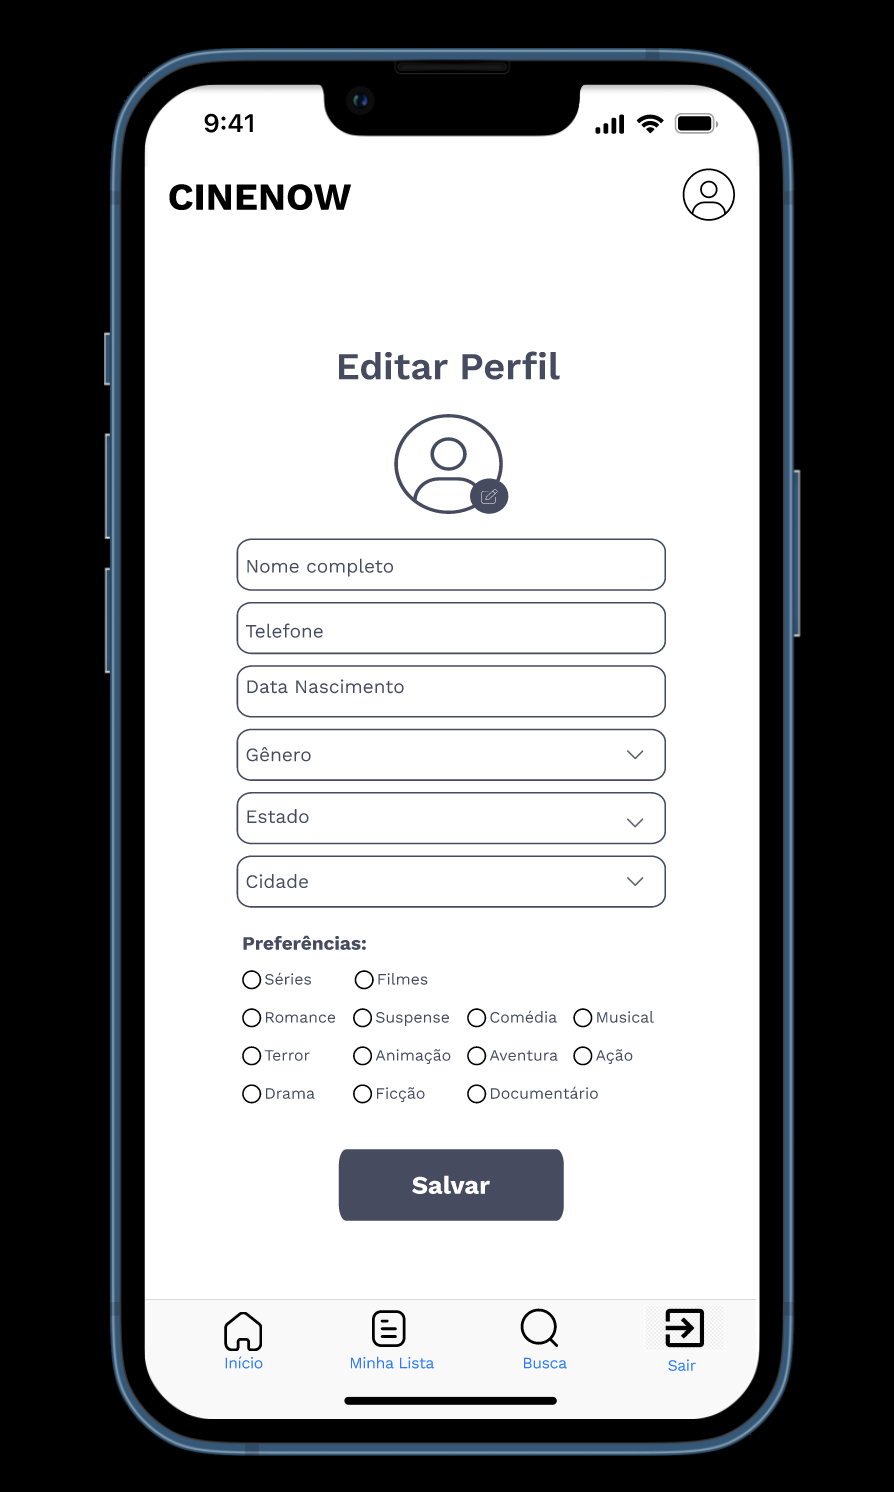 9:41
CINENOW
Editar Perfil
Nome completo
Telefone
Data Nascimento
Gênero
Estado
Cidade
Preferências:
Séries Filmes
Romance Suspense Comédia Musical
Terror Animação Aventura Ação
Drama Ficção Documentário
Salvar
Início Minha Lista Busca Sair